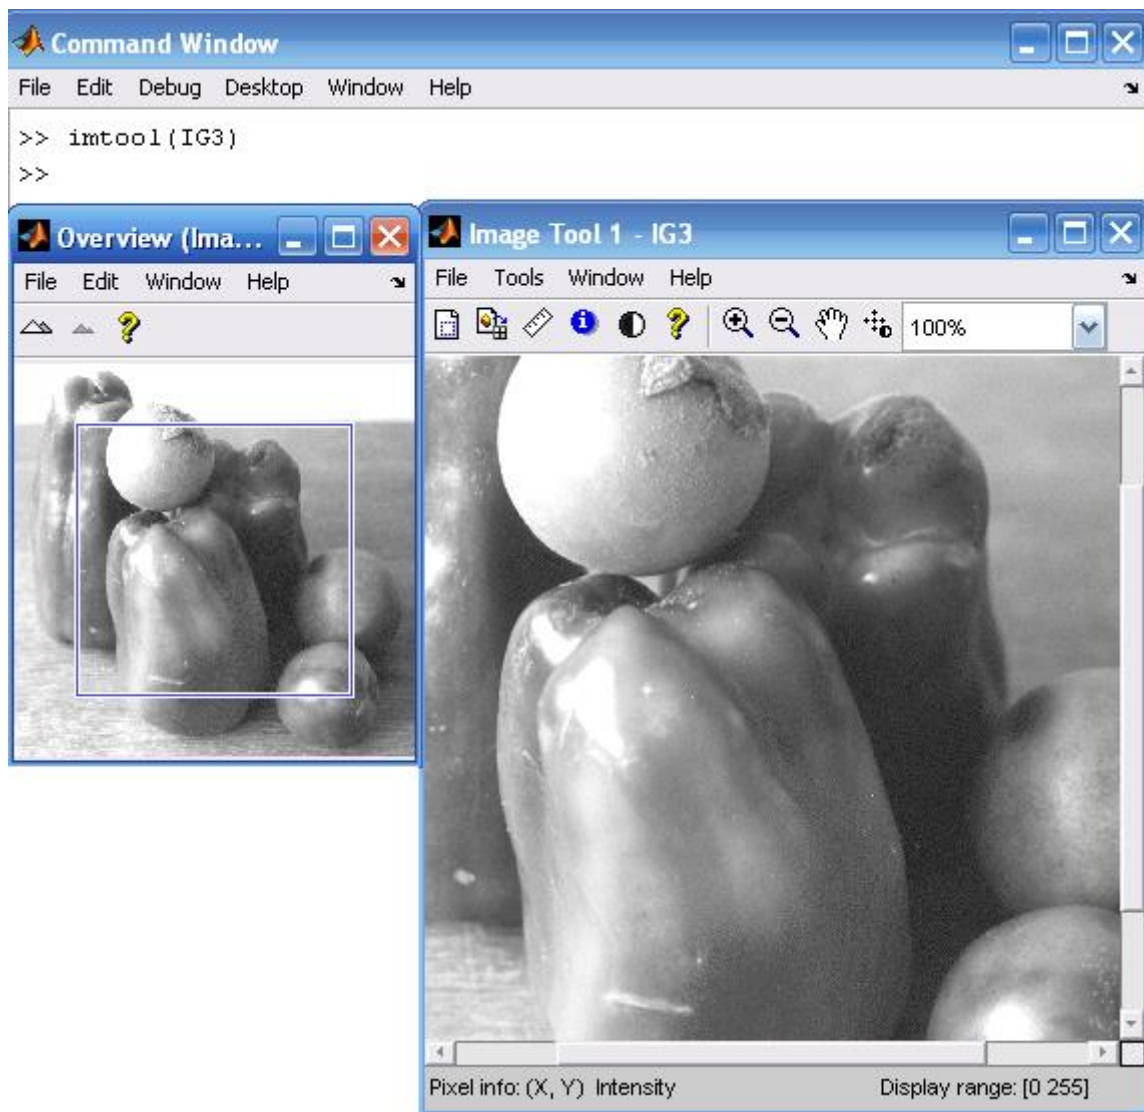 Command Window
File Edit Debug Desktop Window Help
>> imtool(IG3)
>>
Overview (Ima...
File Edit Window Help
Image Tool 1 - IG3
File Tools Window Help
100%
Pixel info: (X, Y) Intensity
Display range: [0 255]